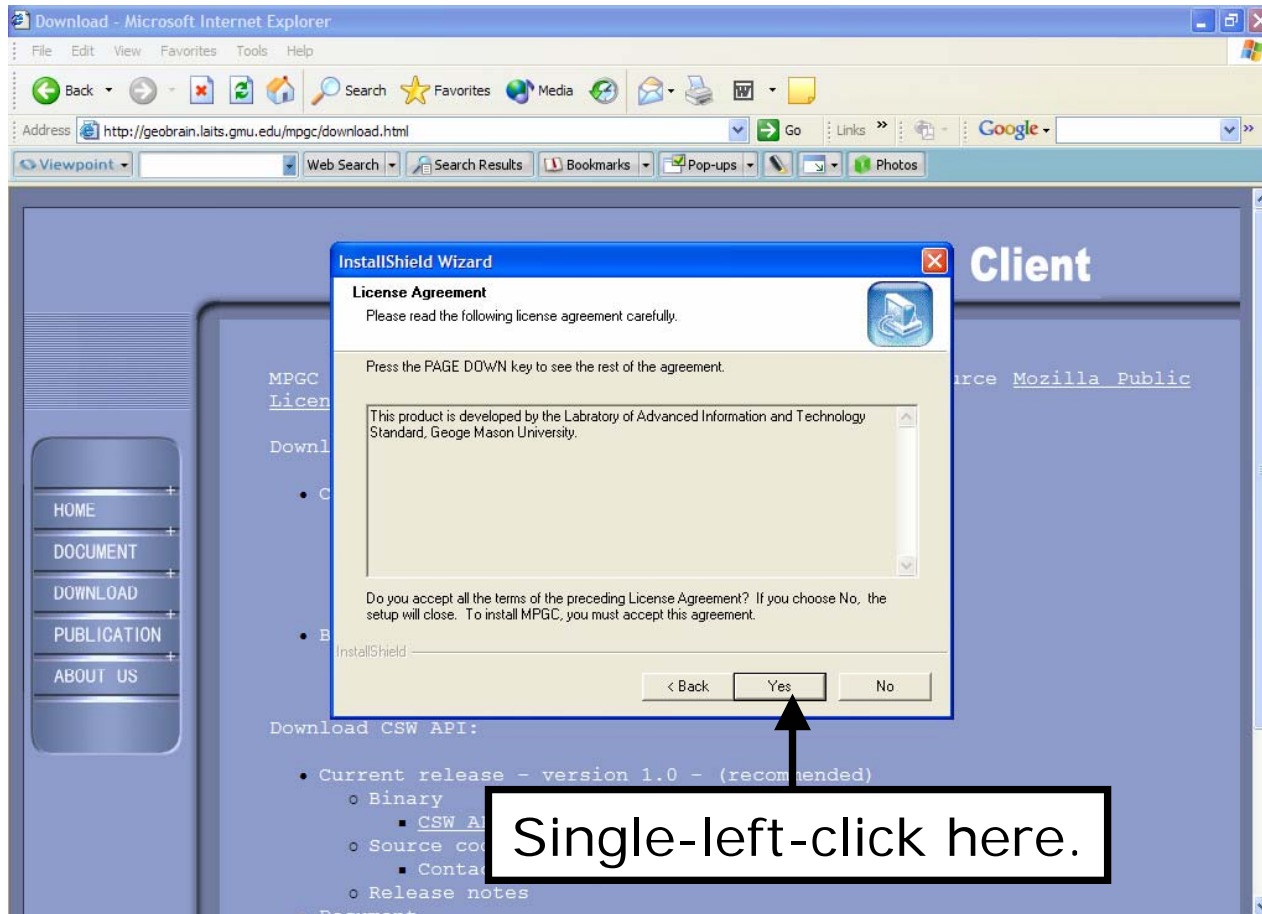 Download - Microsoft Internet Explorer
File Edit View Favorites Tools Help
Back Search Favorites Media
Address http://geobrain.laits.gmu.edu/mpgc/download.html Go Links » Google »
Viewpoint Web Search Search Results Bookmarks Pop-ups Photos
Client
InstallShield Wizard
License Agreement
Please read the following license agreement carefully.
Press the PAGE DOWN key to see the rest of the agreement.
This product is developed by the Labratory of Advanced Information and Technology
Standard, Geoge Mason University.
Do you accept all the terms of the preceding License Agreement? If you choose No, the
setup will close. To install MPGC, you must accept this agreement.
InstallShield
< Back Yes No
MPGC Mozilla Public
HOME
DOCUMENT
DOWNLOAD
PUBLICATION
ABOUT US
Download CSW API:
• Current release - version 1.0 - (recommended)
Binary
CSW
Source
Release notes
Document
Single-left-click here.